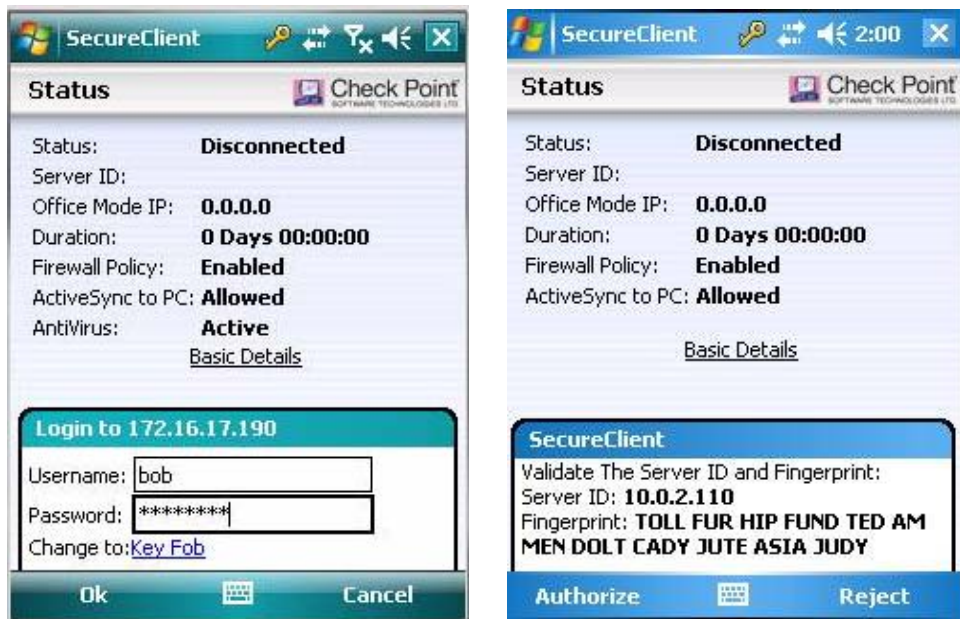 SecureClient
Status
Check Point
SOFTWARE TECHNOLOGIES LTD.
Status: Disconnected
Server ID:
Office Mode IP: 0.0.0.0
Duration: 0 Days 00:00:00
Firewall Policy: Enabled
ActiveSync to PC: Allowed
AntiVirus: Active
Basic Details
Login to 172.16.17.190
Username: bob
Password: ********
Change to:Key Fob
Ok Cancel
SecureClient 2:00
Status
Check Point
SOFTWARE TECHNOLOGIES LTD.
Status: Disconnected
Server ID:
Office Mode IP: 0.0.0.0
Duration: 0 Days 00:00:00
Firewall Policy: Enabled
ActiveSync to PC: Allowed
Basic Details
SecureClient
Validate The Server ID and Fingerprint:
Server ID: 10.0.2.110
Fingerprint: TOLL FUR HIP FUND TED AM
MEN DOLT CADY JUTE ASIA JUDY
Authorize Reject